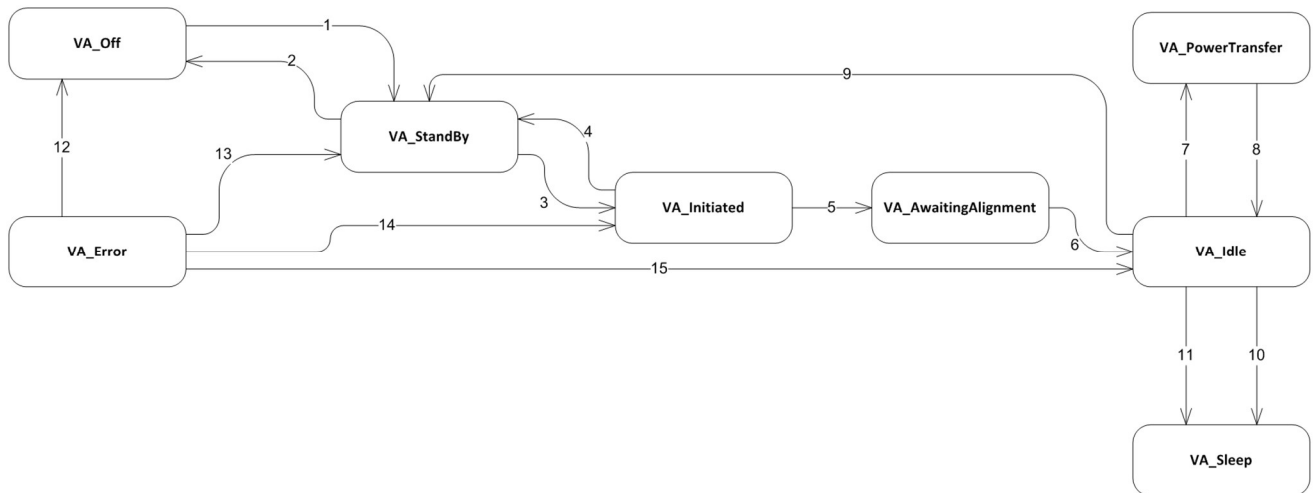 VA_Off
1
2
VA_PowerTransfer
9
VA_StandBy
4
12
13
7
8
3
VA_Initiated
5
VA_AwaitingAlignment
14
6
VA_Error
VA_Idle
15
11
10
VA_Sleep